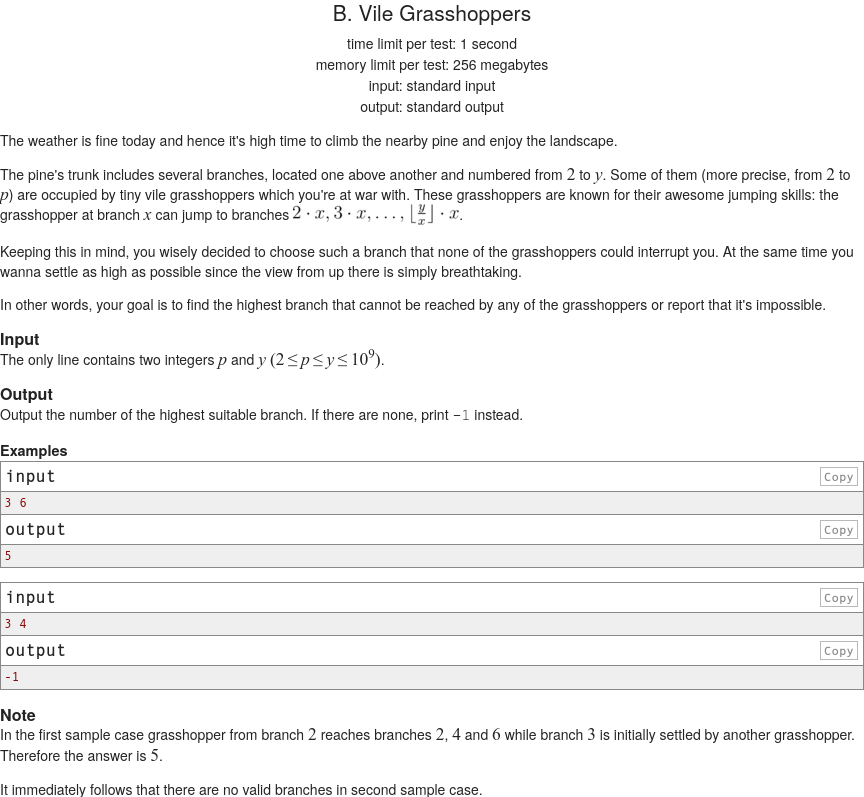 B. Vile Grasshoppers
time limit per test: 1 second
memory limit per test: 256 megabytes
input: standard input
output: standard output
The weather is fine today and hence it's high time to climb the nearby pine and enjoy the landscape.
The pine's trunk includes several branches, located one above another and numbered from 2 to y. Some of them (more precise, from 2 to
p) are occupied by tiny vile grasshoppers which you're at war with. These grasshoppers are known for their awesome jumping skills: the
grasshopper at branch x can jump to branches 2 · x, 3 · x, . . . , ⌊y/x⌋ · x.
Keeping this in mind, you wisely decided to choose such a branch that none of the grasshoppers could interrupt you. At the same time you
wanna settle as high as possible since the view from up there is simply breathtaking.
In other words, your goal is to find the highest branch that cannot be reached by any of the grasshoppers or report that it's impossible.
Input
The only line contains two integers p and y (2 ≤ p ≤ y ≤ 10⁹).
Output
Output the number of the highest suitable branch. If there are none, print -1 instead.
Examples
input
Copy
3 6
output
Copy
5
input
Copy
3 4
output
Copy
-1
Note
In the first sample case grasshopper from branch 2 reaches branches 2, 4 and 6 while branch 3 is initially settled by another grasshopper.
Therefore the answer is 5.
It immediately follows that there are no valid branches in second sample case.